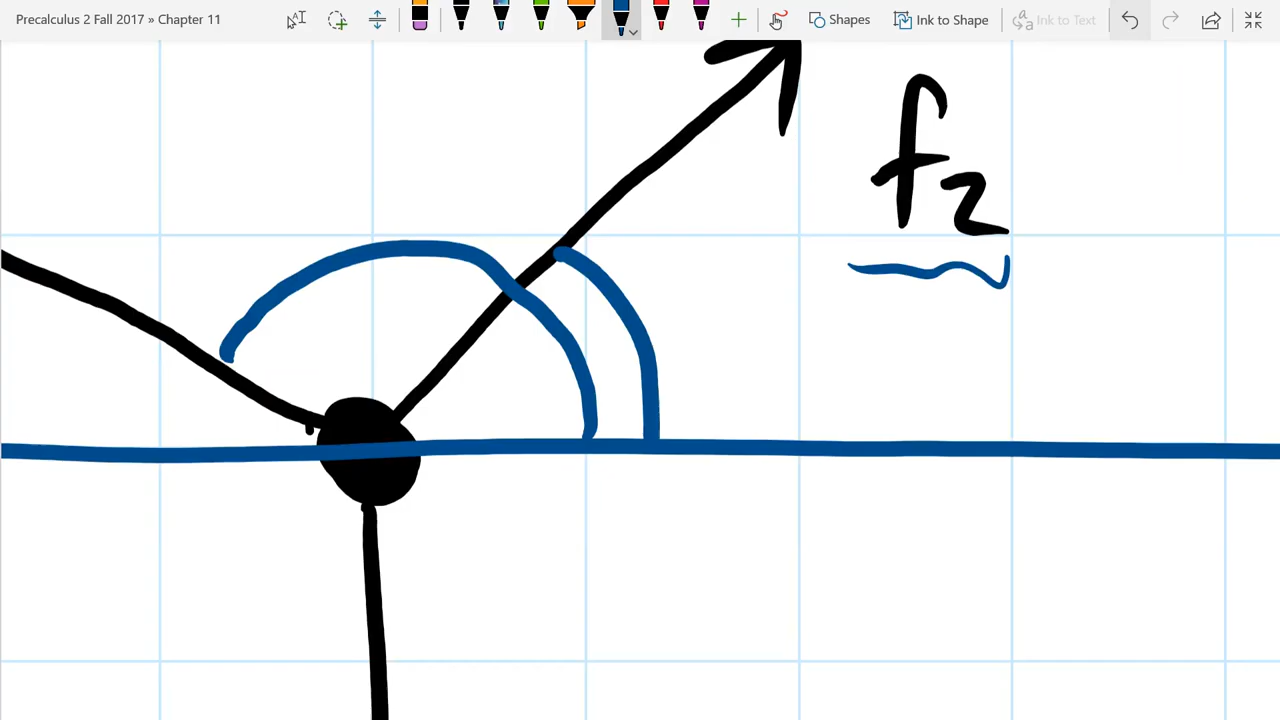 Precalculus 2 Fall 2017 » Chapter 11
Shapes
Ink to Shape
Ink to Text
f2